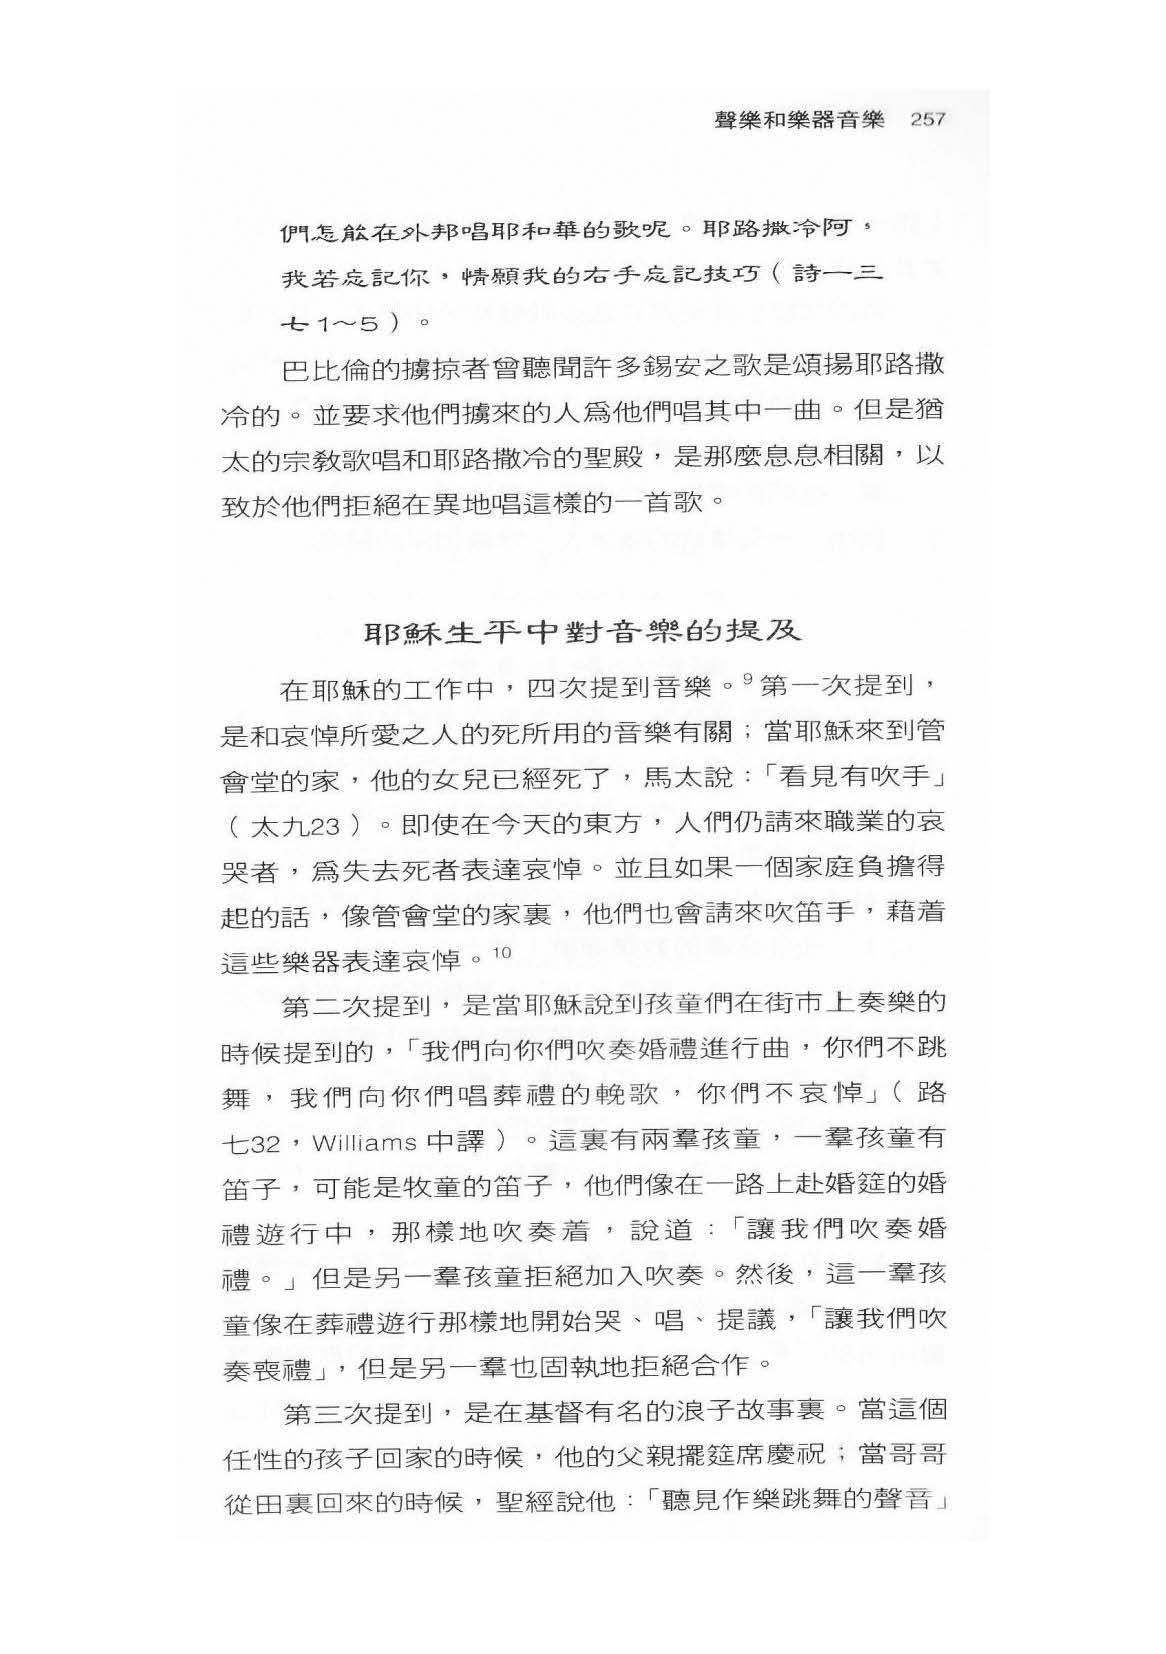 聲樂和樂器音樂 257
們怎能在外邦唱耶和華的歌呢。耶路撒冷阿，
我若忘記你，情願我的右手忘記技巧（詩一三
七1～5）。
巴比倫的擄掠者曾聽聞許多錫安之歌是頌揚耶路撒
冷的。並要求他們擄來的人爲他們唱其中一曲。但是猶
太的宗教歌唱和耶路撒冷的聖殿，是那麼息息相關，以
致於他們拒絕在異地唱這樣的一首歌。
耶穌生平中對音樂的提及
在耶穌的工作中，四次提到音樂。⁹第一次提到，
是和哀悼所愛之人的死所用的音樂有關；當耶穌來到管
會堂的家，他的女兒已經死了，馬太說：「看見有吹手」
（太九23）。即使在今天的東方，人們仍請來職業的哀
哭者，爲失去死者表達哀悼。並且如果一個家庭負擔得
起的話，像管會堂的家裏，他們也會請來吹笛手，藉着
這些樂器表達哀悼。¹⁰
第二次提到，是當耶穌說到孩童們在街市上奏樂的
時候提到的，「我們向你們吹奏婚禮進行曲，你們不跳
舞，我們向你們唱葬禮的輓歌，你們不哀悼」（路
七32，Williams 中譯）。這裏有兩羣孩童，一羣孩童有
笛子，可能是牧童的笛子，他們像在一路上赴婚筵的婚
禮遊行中，那樣地吹奏着，說道：「讓我們吹奏婚
禮。」但是另一羣孩童拒絕加入吹奏。然後，這一羣孩
童像在葬禮遊行那樣地開始哭、唱、提議，「讓我們吹
奏喪禮」，但是另一羣也固執地拒絕合作。
第三次提到，是在基督有名的浪子故事裏。當這個
任性的孩子回家的時候，他的父親擺筵席慶祝；當哥哥
從田裏回來的時候，聖經說他：「聽見作樂跳舞的聲音」